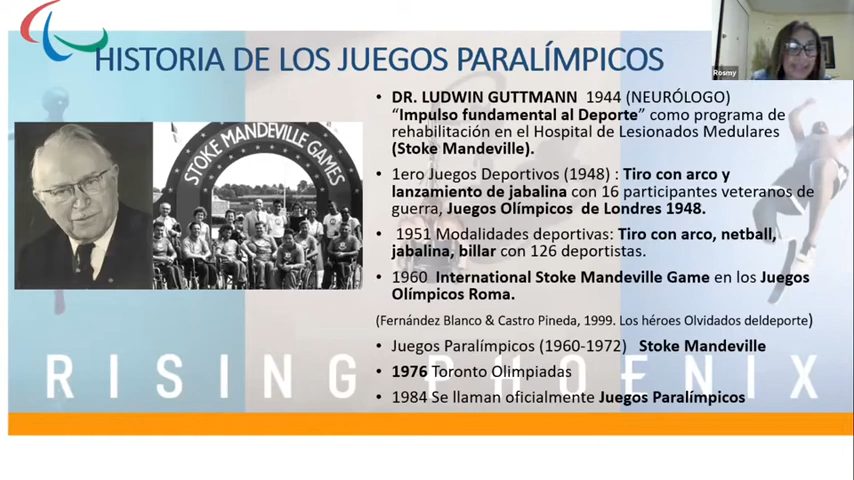 HISTORIA DE LOS JUEGOS PARALÍMPICOS
Rosmy
STOKE MANDEVILLE GAMES
• DR. LUDWIN GUTTMANN 1944 (NEURÓLOGO)
“Impulso fundamental al Deporte” como programa de
rehabilitación en el Hospital de Lesionados Medulares
(Stoke Mandeville).
• 1ero Juegos Deportivos (1948) : Tiro con arco y
lanzamiento de jabalina con 16 participantes veteranos de
guerra, Juegos Olímpicos de Londres 1948.
• 1951 Modalidades deportivas: Tiro con arco, netball,
jabalina, billar con 126 deportistas.
• 1960 International Stoke Mandeville Game en los Juegos
Olímpicos Roma.
(Fernández Blanco & Castro Pineda, 1999. Los héroes Olvidados deldeporte)
• Juegos Paralímpicos (1960-1972) Stoke Mandeville
• 1976 Toronto Olimpiadas
• 1984 Se llaman oficialmente Juegos Paralímpicos
RISING PHOENIX